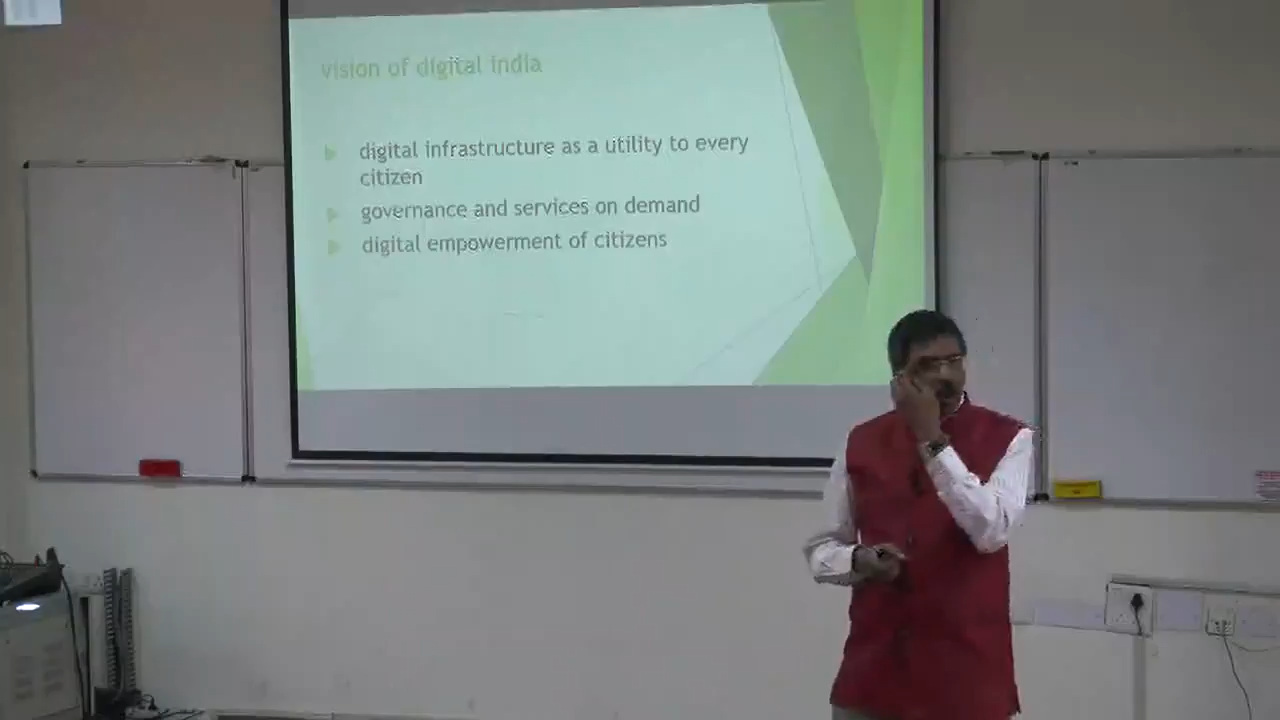 vision of digital india
digital infrastructure as a utility to every
citizen
governance and services on demand
digital empowerment of citizens